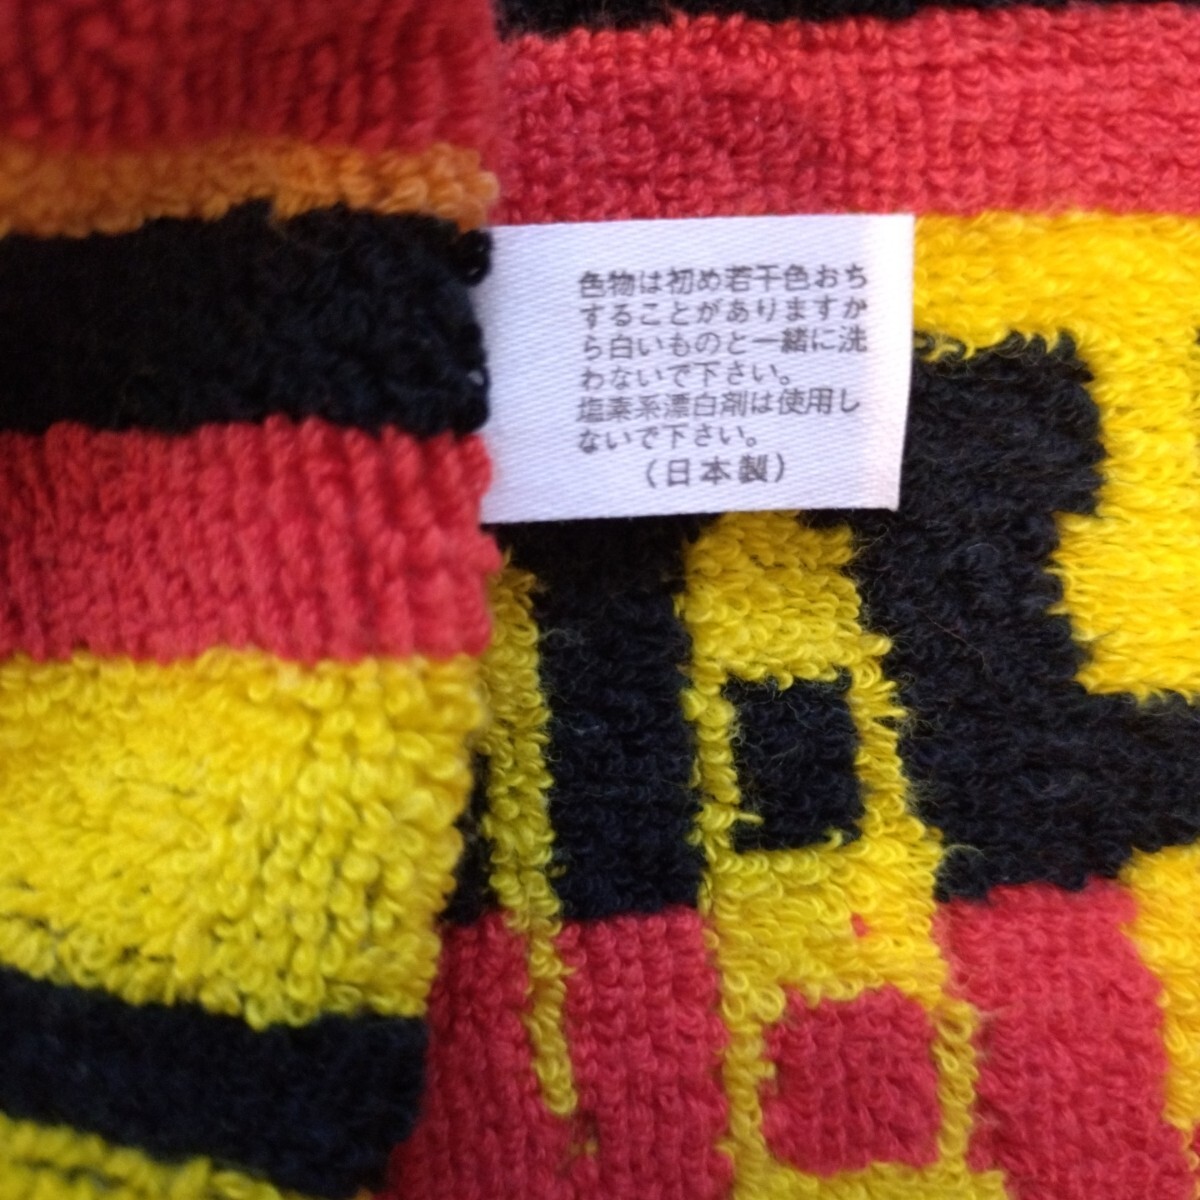 色物は初め若干色おち
することがありますか
ら白いものと一緒に洗
わないで下さい。
塩素系漂白剤は使用し
ないで下さい。
(日本製)